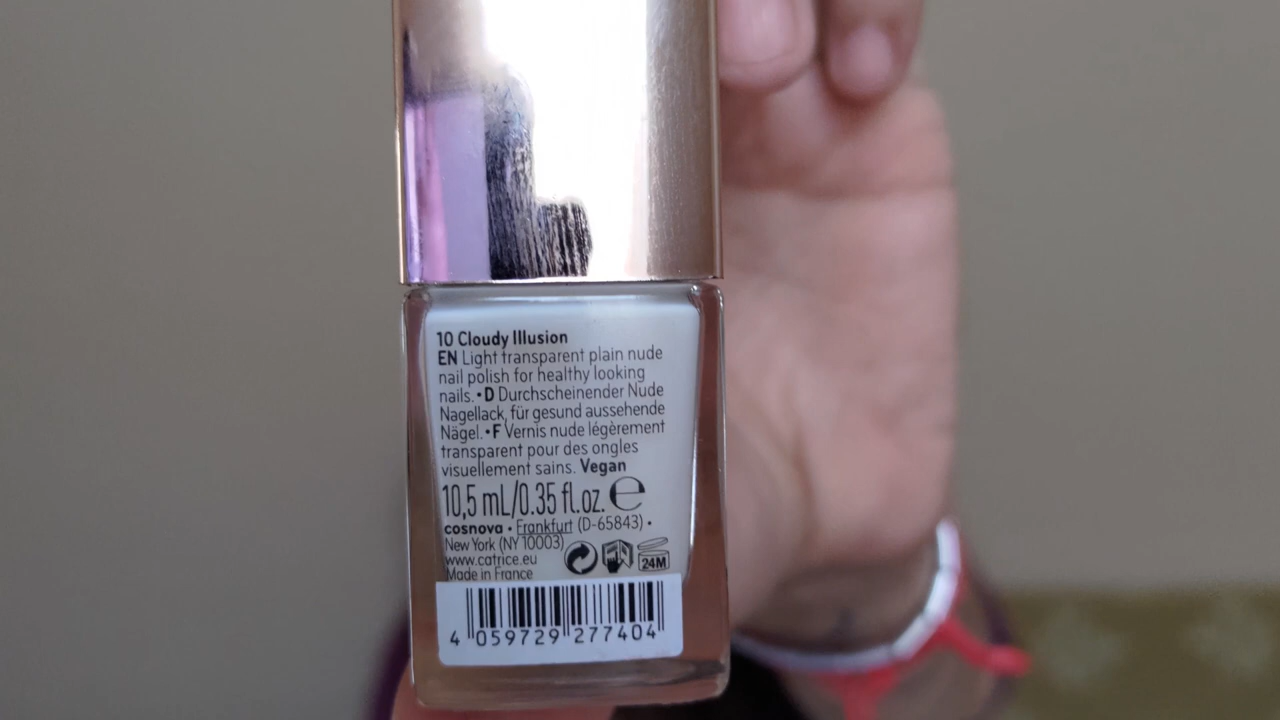 10 Cloudy Illusion
EN Light transparent plain nude
nail polish for healthy looking
nails. • D Durchscheinender Nude
Nagellack, für gesund aussehende
Nägel. • F Vernis nude légèrement
transparent pour des ongles
visuellement sains. Vegan
10,5 mL/0.35 fl.oz. e
cosnova • Frankfurt (D-65843) •
New York (NY 10003)
www.catrice.eu
24M
Made in France
4 059729 277404